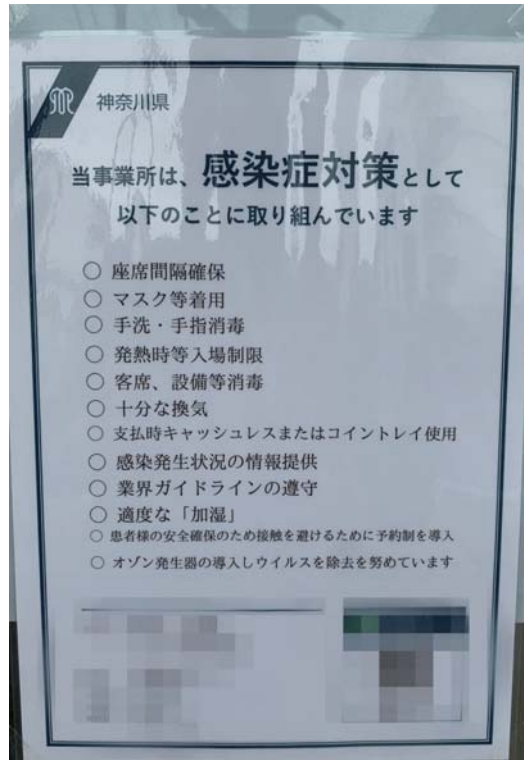 神奈川県
当事業所は、感染症対策として
以下のことに取り組んでいます
○ 座席間隔確保
○ マスク等着用
○ 手洗・手指消毒
○ 発熱時等入場制限
○ 客席、設備等消毒
○ 十分な換気
○ 支払時キャッシュレスまたはコイントレイ使用
○ 感染発生状況の情報提供
○ 業界ガイドラインの遵守
○ 適度な「加湿」
○ 患者様の安全確保のため接触を避けるために予約制を導入
○ オゾン発生器の導入しウイルスを除去を努めています